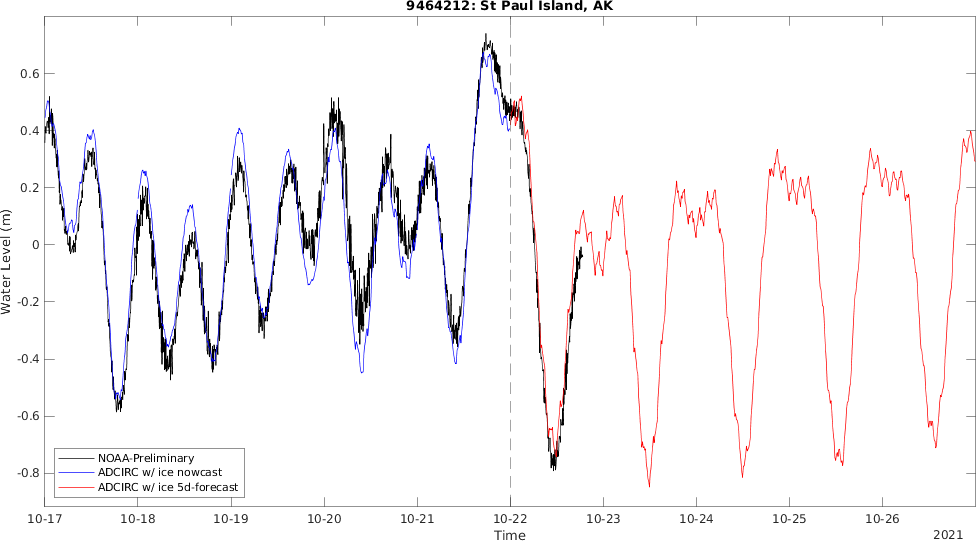 9464212: St Paul Island, AK
Water Level (m)
0.6
0.4
0.2
0
-0.2
-0.4
-0.6
-0.8
NOAA-Preliminary
ADCIRC w/ ice nowcast
ADCIRC w/ ice 5d-forecast
10-17 10-18 10-19 10-20 10-21 10-22 10-23 10-24 10-25 10-26
Time
2021